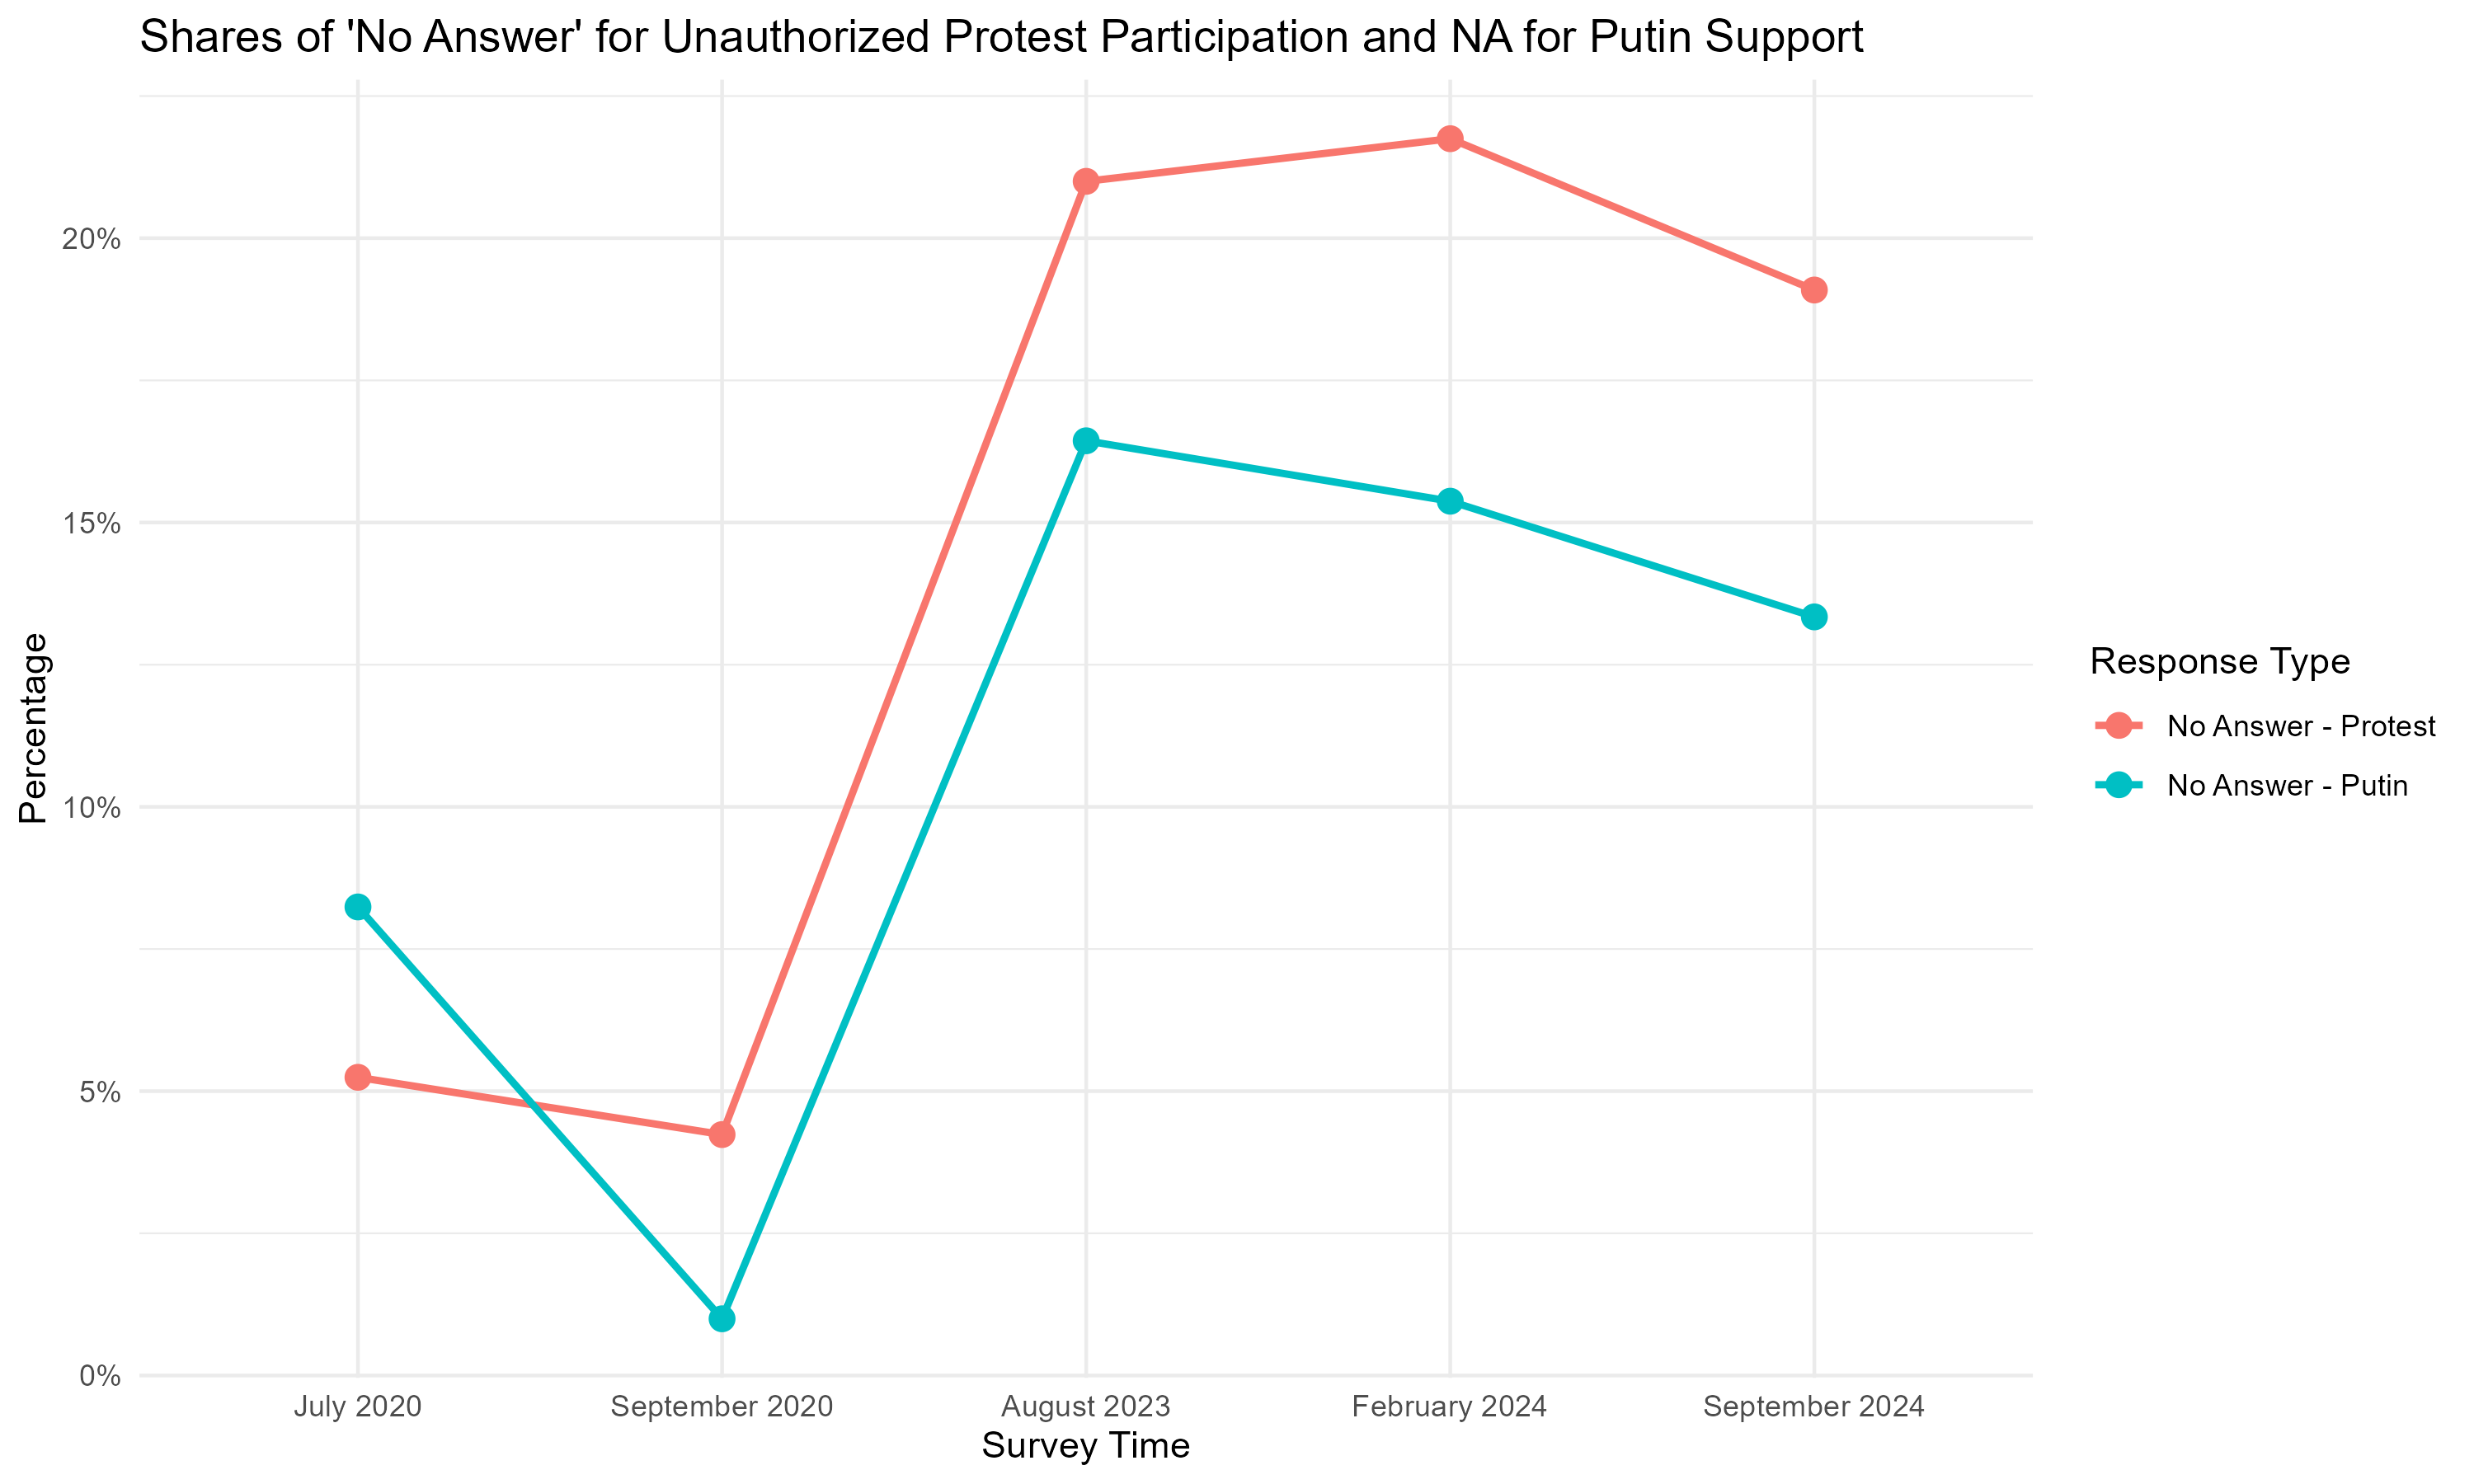 Shares of 'No Answer' for Unauthorized Protest Participation and NA for Putin Support
Percentage
20%
15%
10%
5%
0%
July 2020
September 2020
August 2023
February 2024
September 2024
Survey Time
Response Type
No Answer - Protest
No Answer - Putin